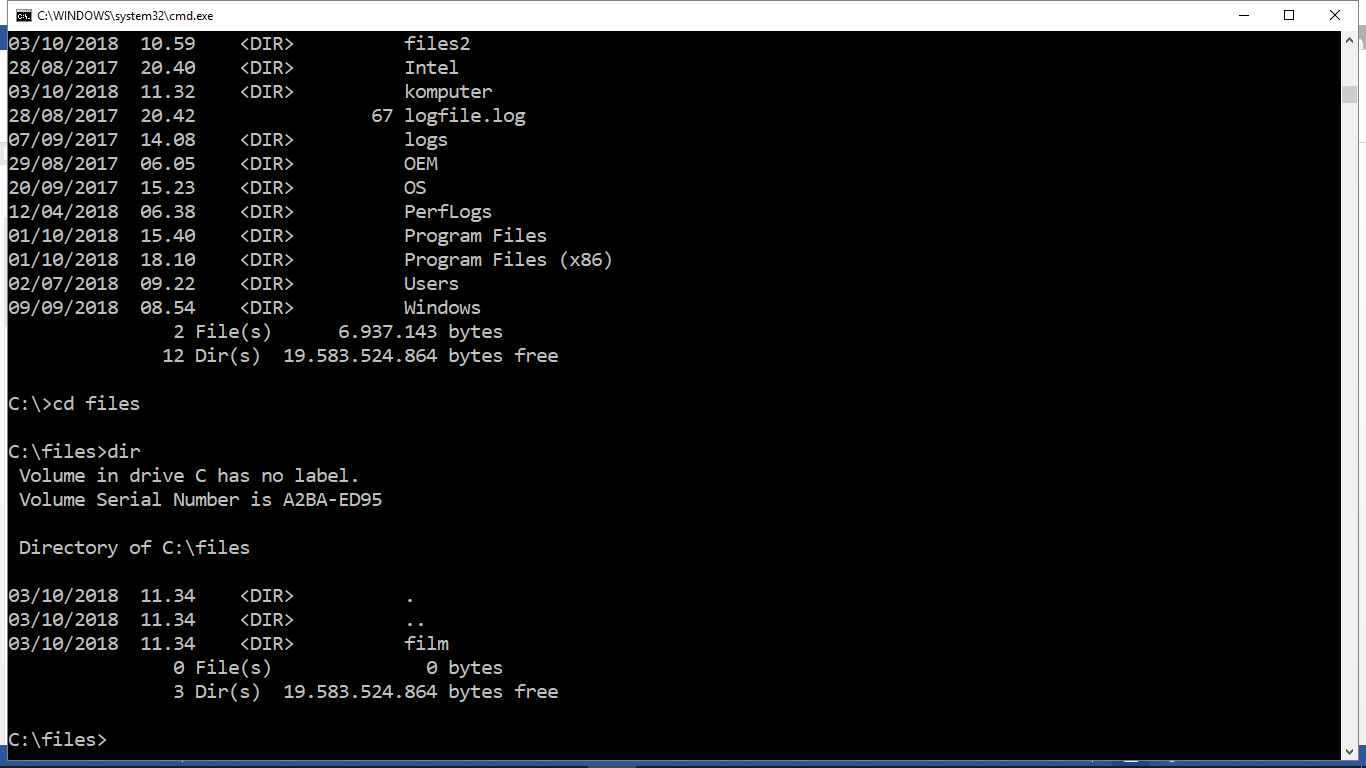 C:\WINDOWS\system32\cmd.exe
03/10/2018  10.59    <DIR>          files2
28/08/2017  20.40    <DIR>          Intel
03/10/2018  11.32    <DIR>          komputer
28/08/2017  20.42                67 logfile.log
07/09/2017  14.08    <DIR>          logs
29/08/2017  06.05    <DIR>          OEM
20/09/2017  15.23    <DIR>          OS
12/04/2018  06.38    <DIR>          PerfLogs
01/10/2018  15.40    <DIR>          Program Files
01/10/2018  18.10    <DIR>          Program Files (x86)
02/07/2018  09.22    <DIR>          Users
09/09/2018  08.54    <DIR>          Windows
               2 File(s)      6.937.143 bytes
              12 Dir(s)  19.583.524.864 bytes free
C:\>cd files
C:\files>dir
 Volume in drive C has no label.
 Volume Serial Number is A2BA-ED95
 Directory of C:\files
03/10/2018  11.34    <DIR>          .
03/10/2018  11.34    <DIR>          ..
03/10/2018  11.34    <DIR>          film
               0 File(s)              0 bytes
               3 Dir(s)  19.583.524.864 bytes free
C:\files>